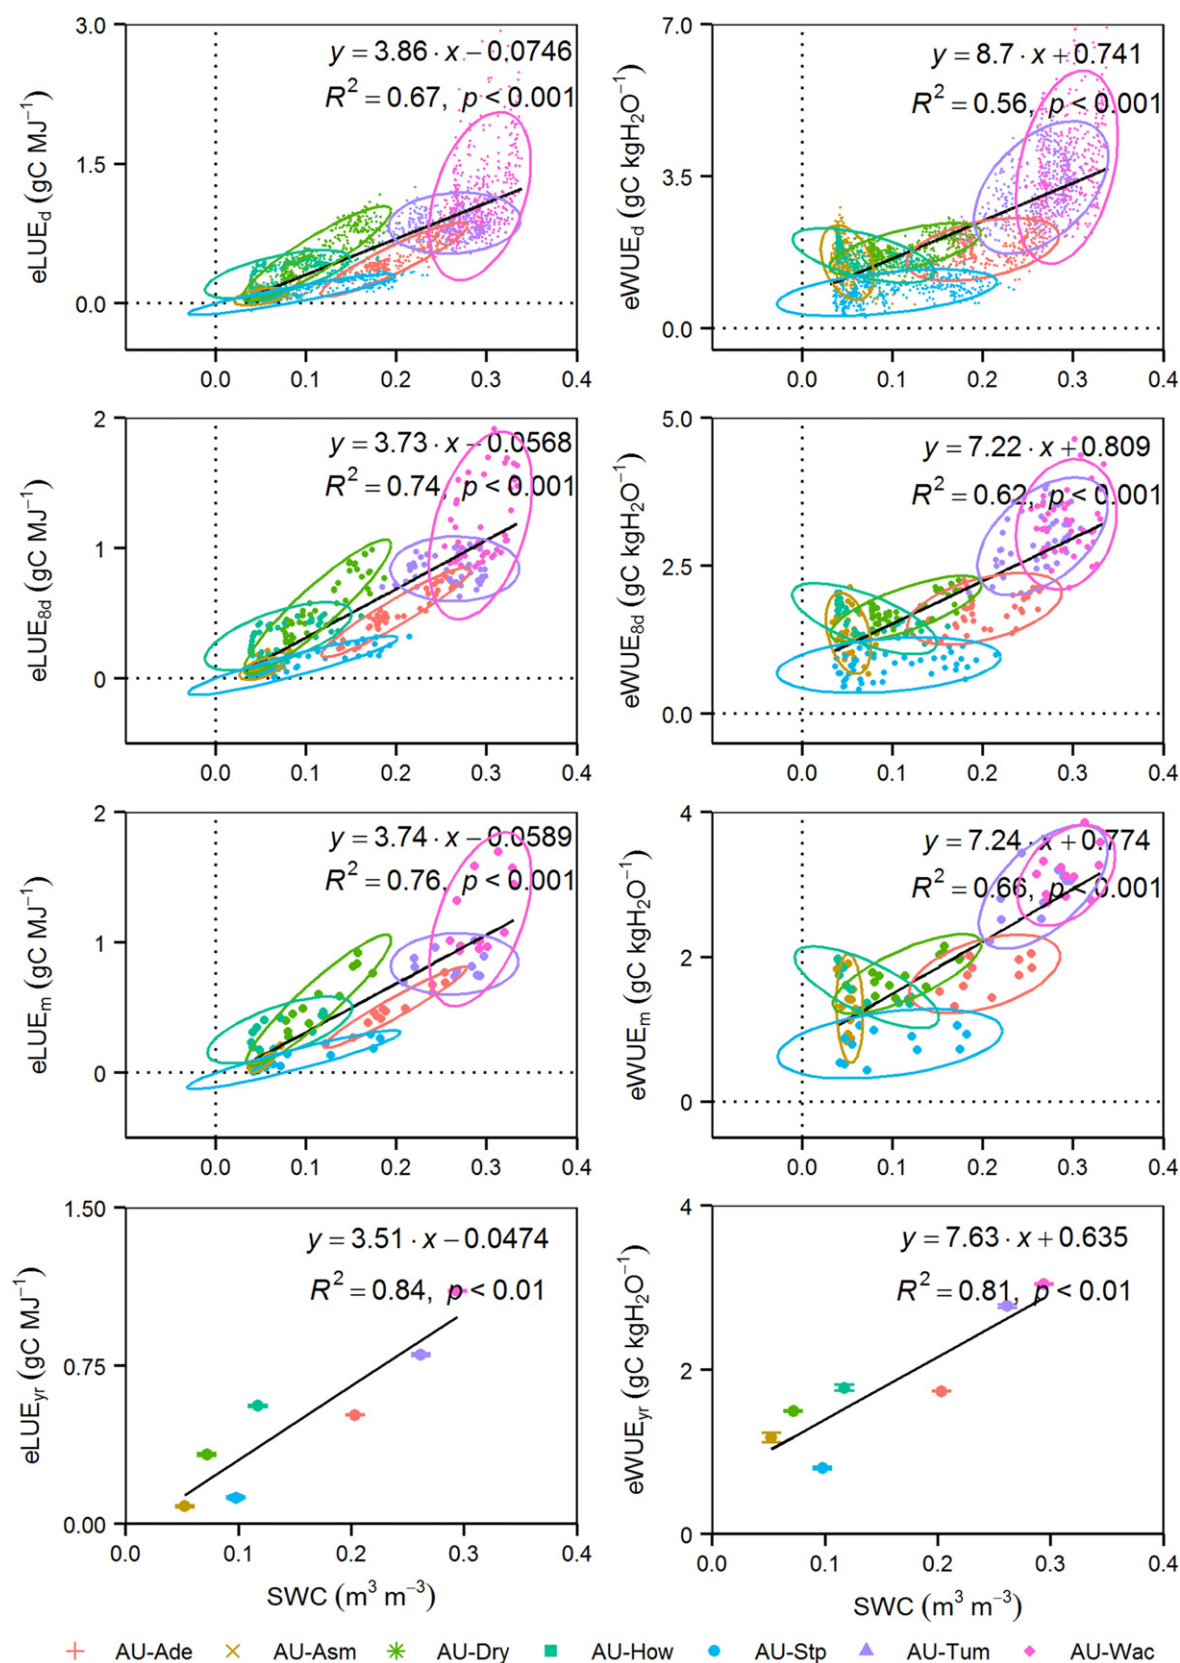 3.0
1.5
0.0
eLUEd (gC MJ⁻¹)
y = 3.86 · x − 0.0746
R² = 0.67, p < 0.001
0.0 0.1 0.2 0.3 0.4
7.0
3.5
0.0
eWUEd (gC kgH₂O⁻¹)
y = 8.7 · x + 0.741
R² = 0.56, p < 0.001
0.0 0.1 0.2 0.3 0.4
2
1
0
eLUE8d (gC MJ⁻¹)
y = 3.73 · x − 0.0568
R² = 0.74, p < 0.001
0.0 0.1 0.2 0.3 0.4
5.0
2.5
0.0
eWUE8d (gC kgH₂O⁻¹)
y = 7.22 · x + 0.809
R² = 0.62, p < 0.001
0.0 0.1 0.2 0.3 0.4
2
1
0
eLUEm (gC MJ⁻¹)
y = 3.74 · x − 0.0589
R² = 0.76, p < 0.001
0.0 0.1 0.2 0.3 0.4
4
2
0
eWUEm (gC kgH₂O⁻¹)
y = 7.24 · x + 0.774
R² = 0.66, p < 0.001
0.0 0.1 0.2 0.3 0.4
1.50
0.75
0.00
eLUEyr (gC MJ⁻¹)
y = 3.51 · x − 0.0474
R² = 0.84, p < 0.01
0.0 0.1 0.2 0.3 0.4
SWC (m³ m⁻³)
4
2
0
eWUEyr (gC kgH₂O⁻¹)
y = 7.63 · x + 0.635
R² = 0.81, p < 0.01
0.0 0.1 0.2 0.3 0.4
SWC (m³ m⁻³)
AU-Ade AU-Asm AU-Dry AU-How AU-Stp AU-Tum AU-Wac